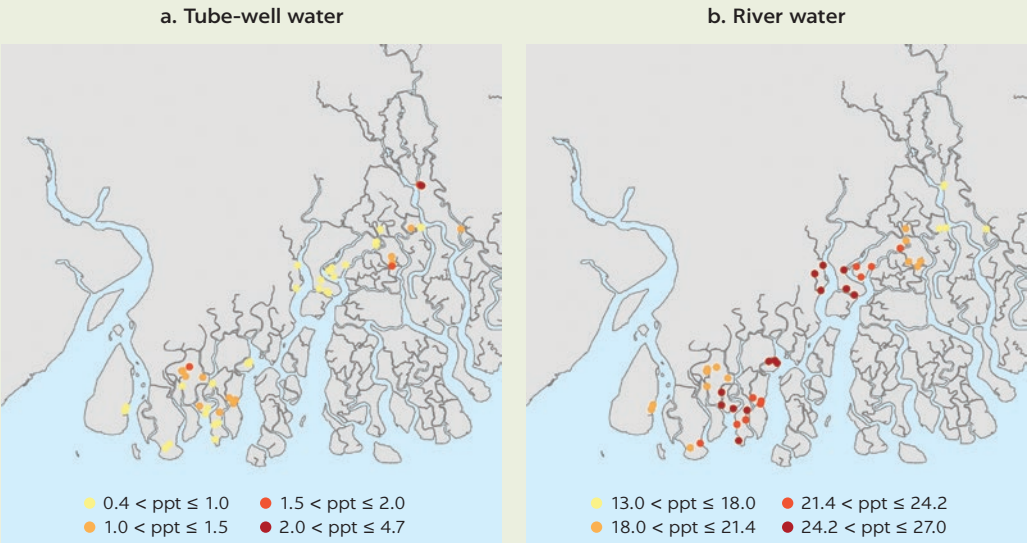 a. Tube-well water
0.4 < ppt ≤ 1.0
1.5 < ppt ≤ 2.0
1.0 < ppt ≤ 1.5
2.0 < ppt ≤ 4.7
b. River water
13.0 < ppt ≤ 18.0
21.4 < ppt ≤ 24.2
18.0 < ppt ≤ 21.4
24.2 < ppt ≤ 27.0